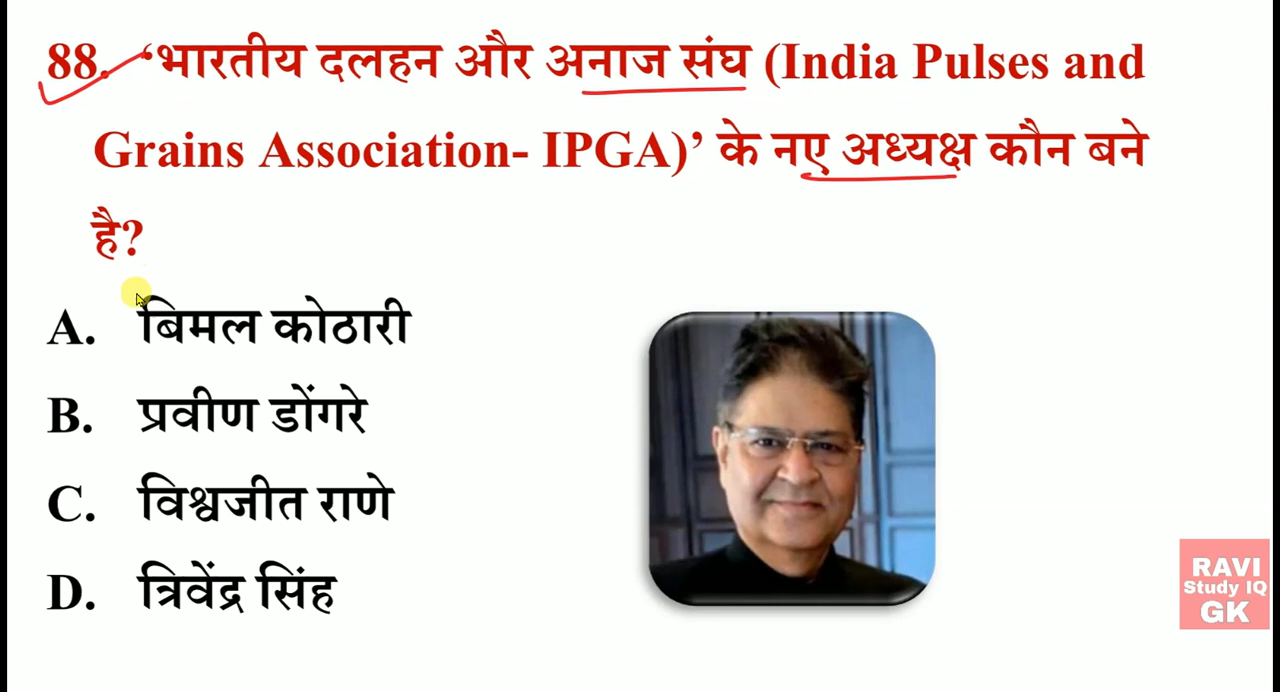 88. ‘भारतीय दलहन और अनाज संघ (India Pulses and
Grains Association- IPGA)’ के नए अध्यक्ष कौन बने
है?
A. बिमल कोठारी
B. प्रवीण डोंगरे
C. विश्वजीत राणे
D. त्रिवेंद्र सिंह
RAVI
Study IQ
GK